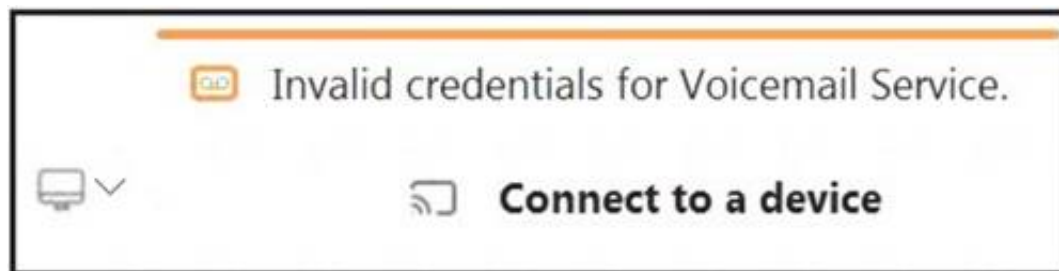 Invalid credentials for Voicemail Service.
Connect to a device